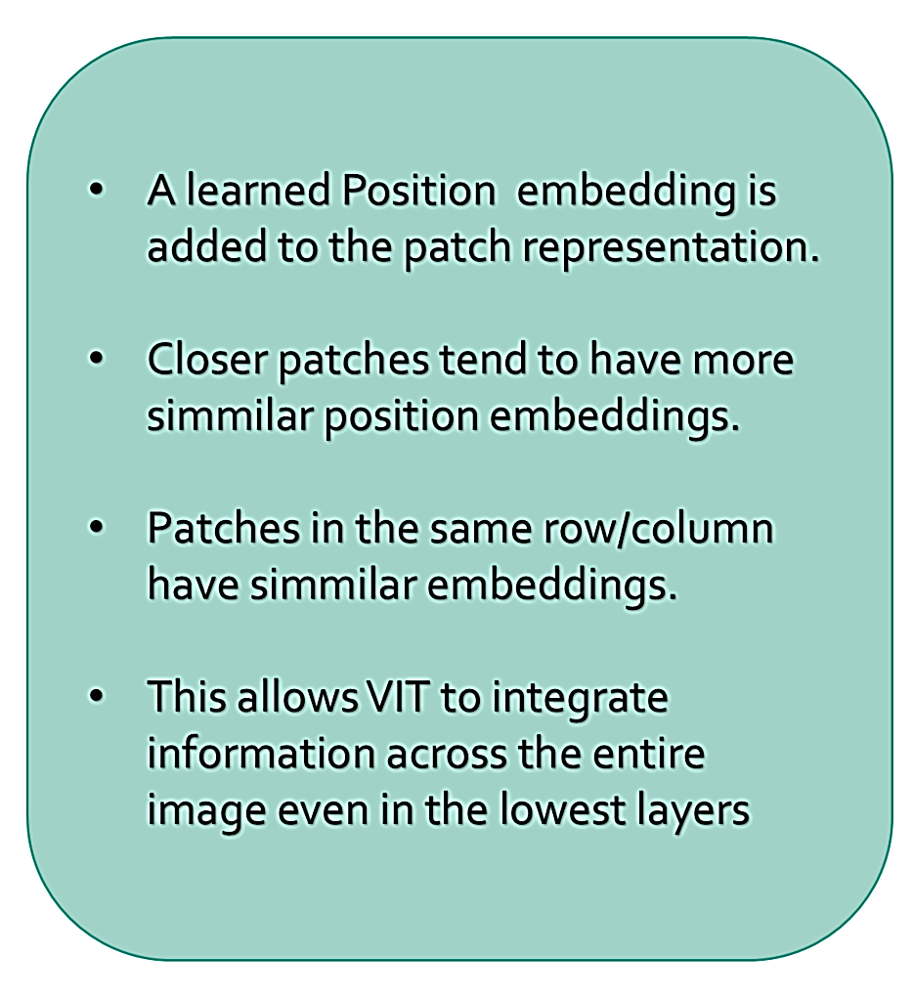 • A learned Position  embedding is
added to the patch representation.
• Closer patches tend to have more
simmilar position embeddings.
• Patches in the same row/column
have simmilar embeddings.
• This allows VIT to integrate
information across the entire
image even in the lowest layers